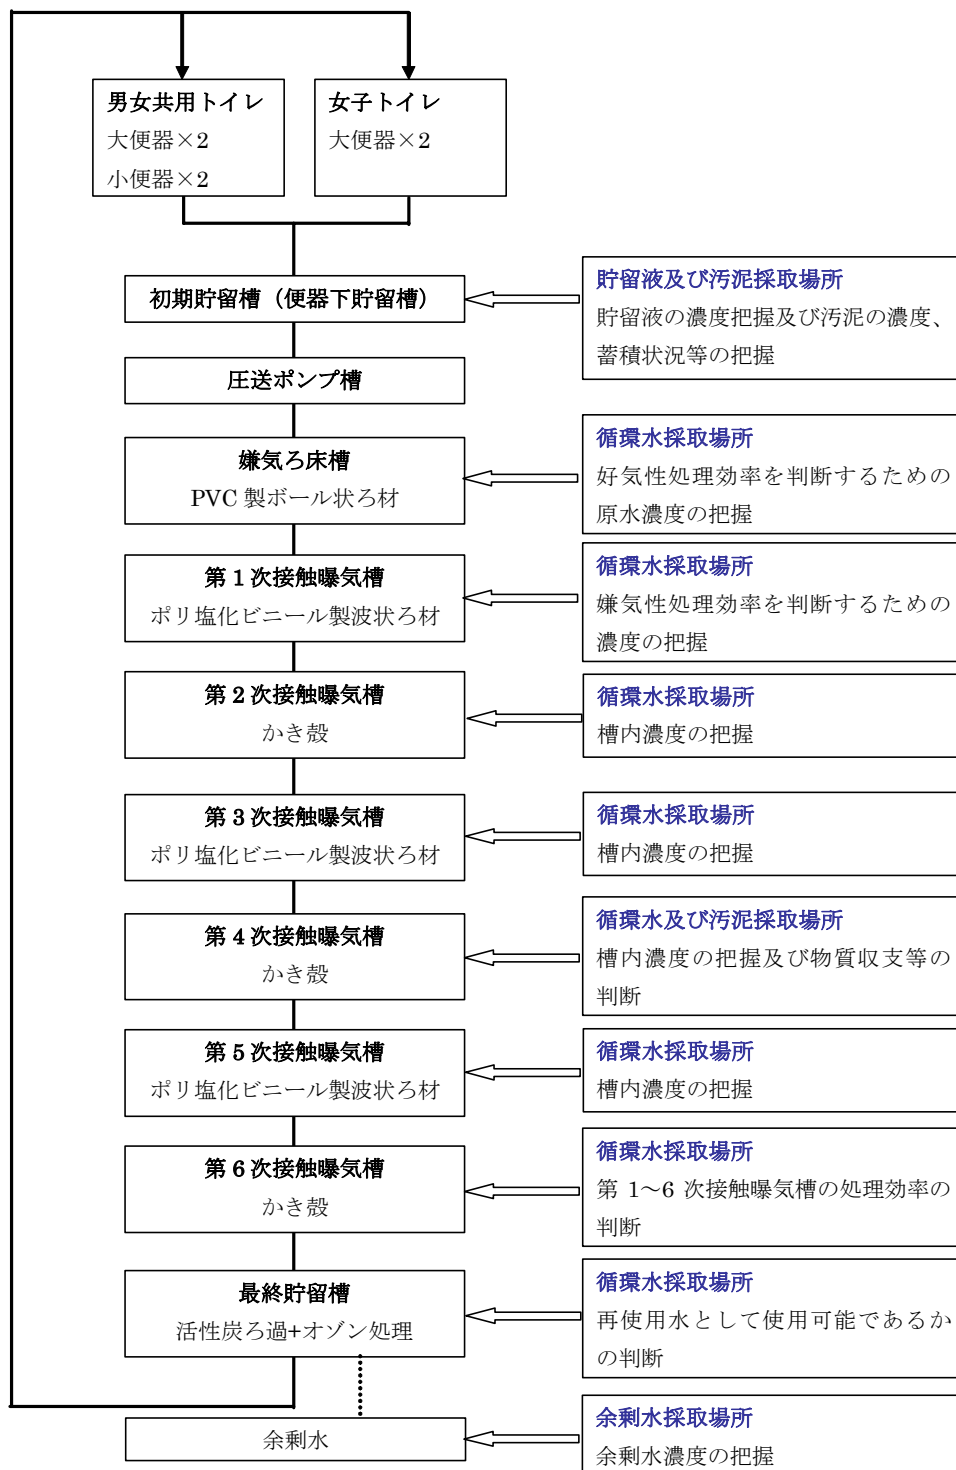 男女共用トイレ
大便器×2
小便器×2
女子トイレ
大便器×2
初期貯留槽（便器下貯留槽）
貯留液及び汚泥採取場所
貯留液の濃度把握及び汚泥の濃度、
蓄積状況等の把握
圧送ポンプ槽
嫌気ろ床槽
PVC 製ボール状ろ材
循環水採取場所
好気性処理効率を判断するための
原水濃度の把握
第 1 次接触曝気槽
ポリ塩化ビニール製波状ろ材
循環水採取場所
嫌気性処理効率を判断するための
濃度の把握
第 2 次接触曝気槽
かき殻
循環水採取場所
槽内濃度の把握
第 3 次接触曝気槽
ポリ塩化ビニール製波状ろ材
循環水採取場所
槽内濃度の把握
第 4 次接触曝気槽
かき殻
循環水及び汚泥採取場所
槽内濃度の把握及び物質収支等の
判断
第 5 次接触曝気槽
ポリ塩化ビニール製波状ろ材
循環水採取場所
槽内濃度の把握
第 6 次接触曝気槽
かき殻
循環水採取場所
第 1～6 次接触曝気槽の処理効率の
判断
最終貯留槽
活性炭ろ過+オゾン処理
循環水採取場所
再使用水として使用可能であるか
の判断
余剰水
余剰水採取場所
余剰水濃度の把握